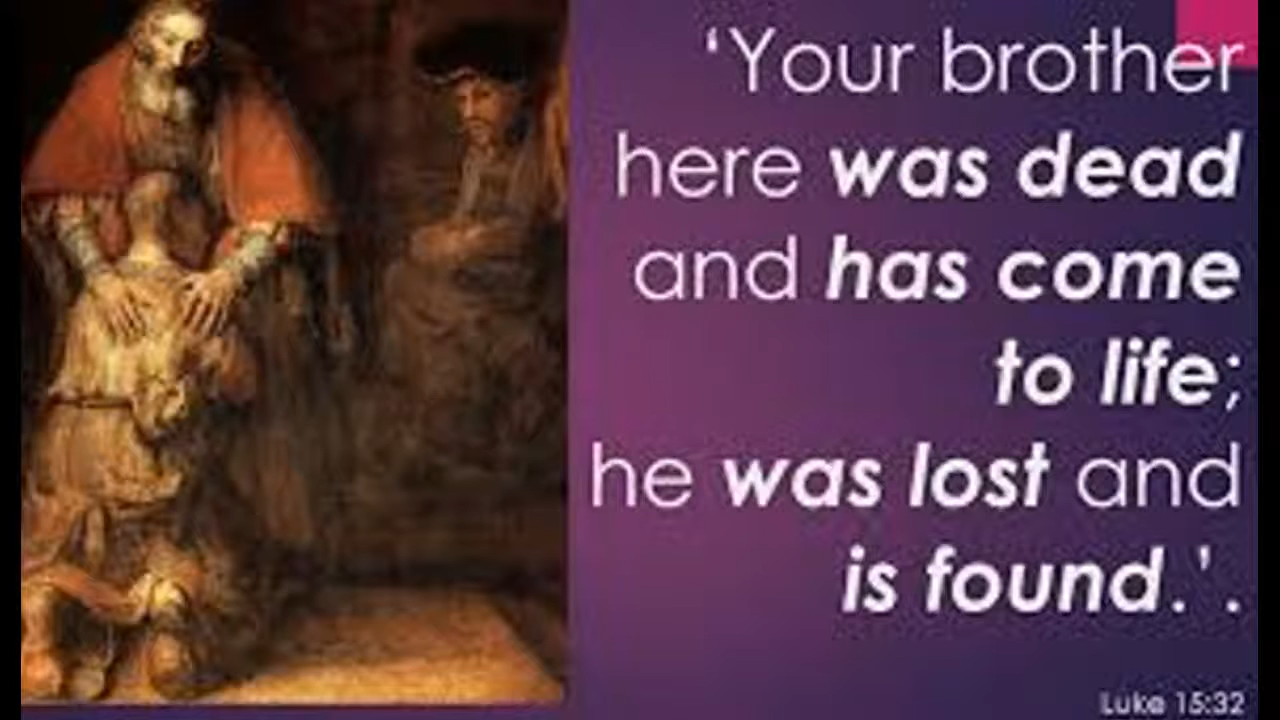 ‘Your brother
here was dead
and has come
to life;
he was lost and
is found.’.
Luke 15:32